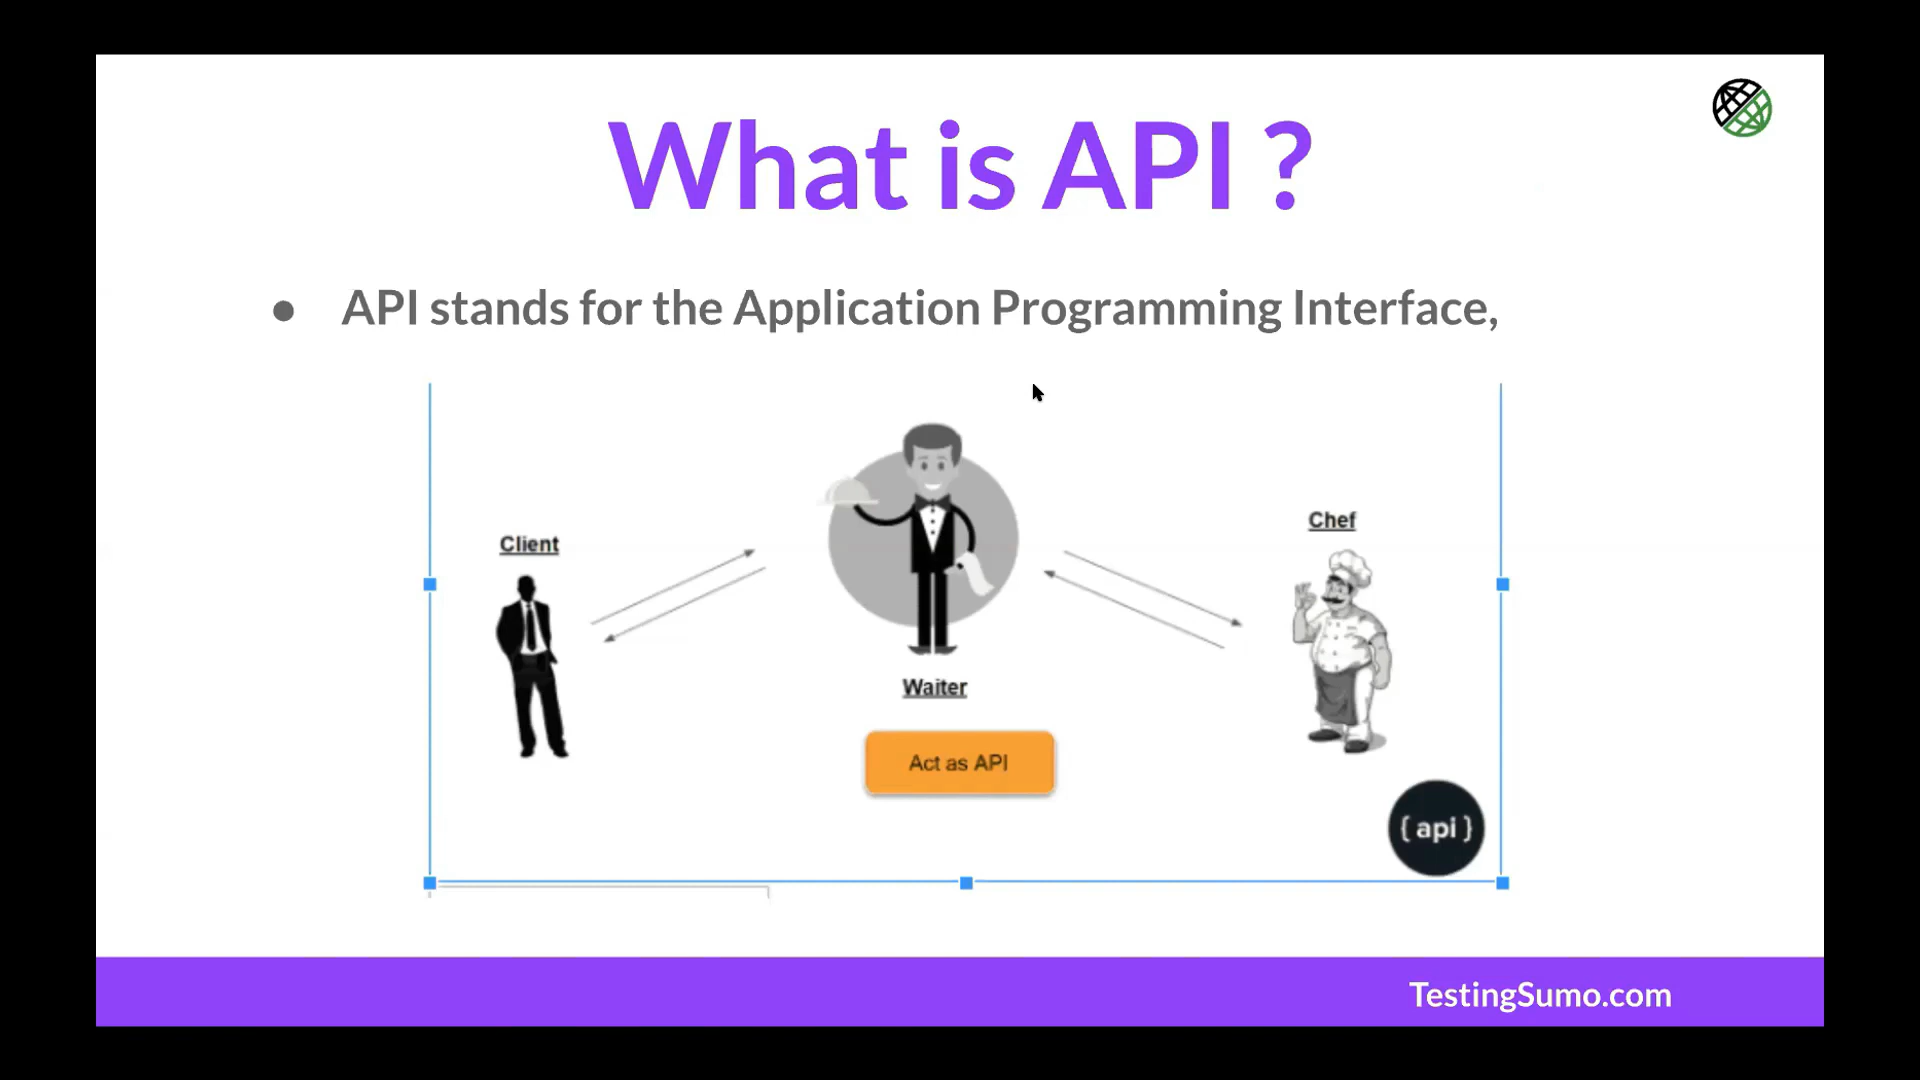 What is API ?
● API stands for the Application Programming Interface,
Chef
Client
Waiter
Act as API
{ api }
TestingSumo.com